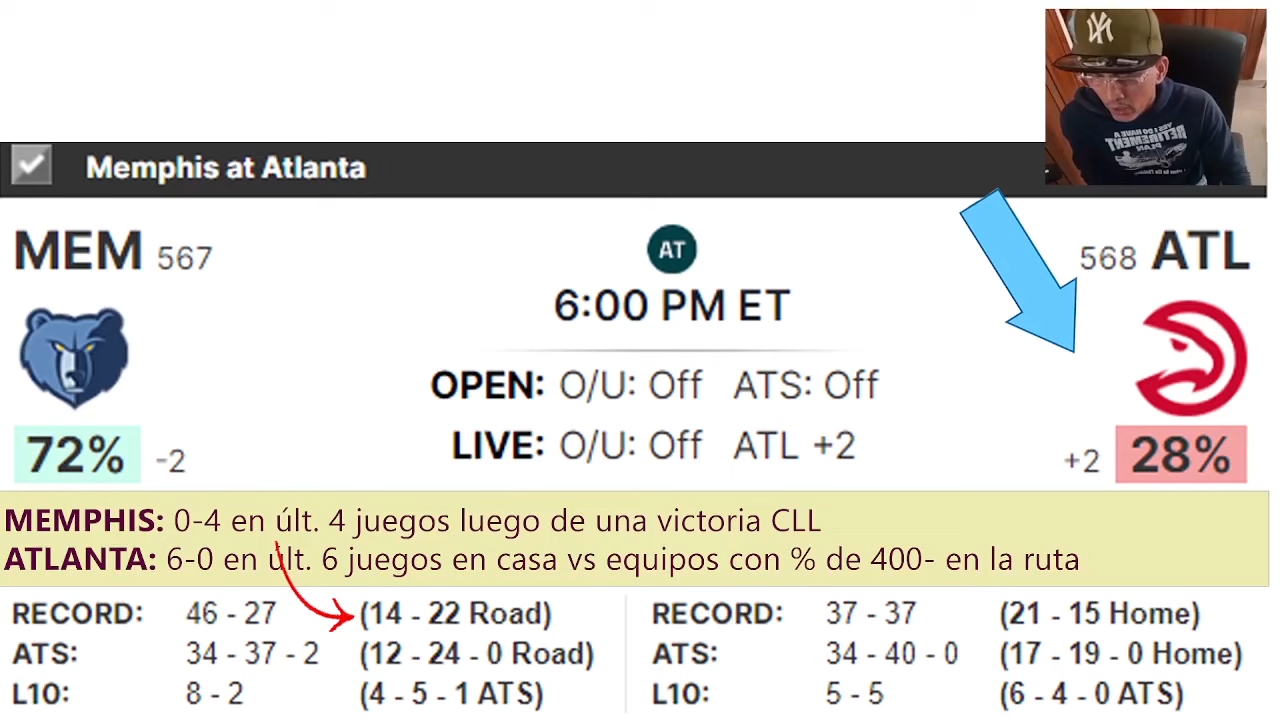 YES I DO HAVE A
RETIREMENT
PLAN
Memphis at Atlanta
MEM 567
AT
568 ATL
6:00 PM ET
OPEN: O/U: Off ATS: Off
LIVE: O/U: Off ATL +2
72% -2
+2 28%
MEMPHIS: 0-4 en últ. 4 juegos luego de una victoria CLL
ATLANTA: 6-0 en últ. 6 juegos en casa vs equipos con % de 400- en la ruta
RECORD: 46 - 27 (14 - 22 Road) RECORD: 37 - 37 (21 - 15 Home)
ATS: 34 - 37 - 2 (12 - 24 - 0 Road) ATS: 34 - 40 - 0 (17 - 19 - 0 Home)
L10: 8 - 2 (4 - 5 - 1 ATS) L10: 5 - 5 (6 - 4 - 0 ATS)